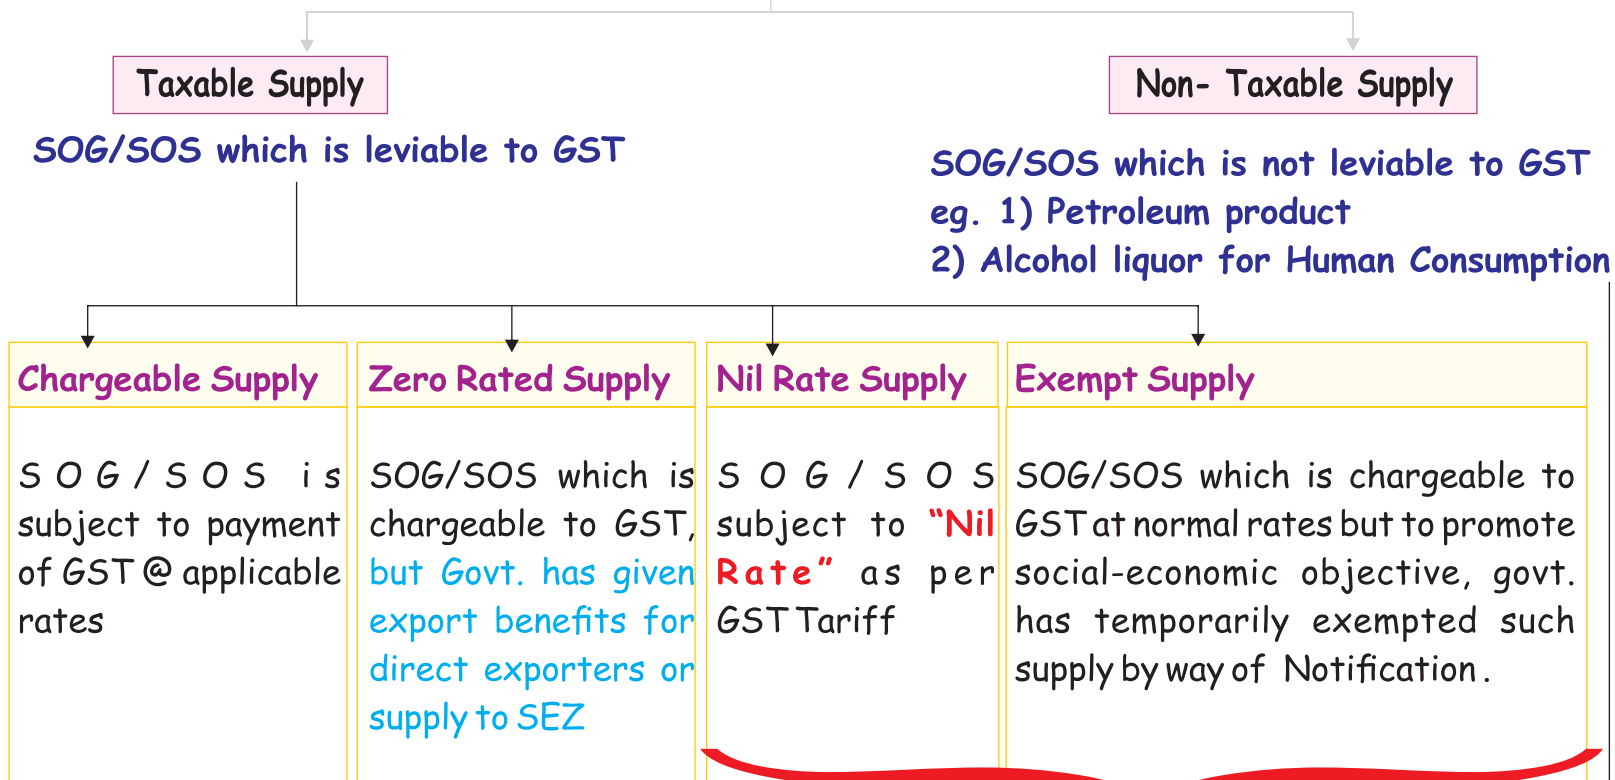 Taxable Supply
Non- Taxable Supply
SOG/SOS which is leviable to GST
SOG/SOS which is not leviable to GST
eg. 1) Petroleum product
2) Alcohol liquor for Human Consumption
Chargeable Supply
SOG/SOS is
subject to payment
of GST @ applicable
rates
Zero Rated Supply
SOG/SOS which is
chargeable to GST,
but Govt. has given
export benefits for
direct exporters or
supply to SEZ
Nil Rate Supply
SOG/SOS
subject to “Nil
Rate” as per
GST Tariff
Exempt Supply
SOG/SOS which is chargeable to
GST at normal rates but to promote
social-economic objective, govt.
has temporarily exempted such
supply by way of Notification .